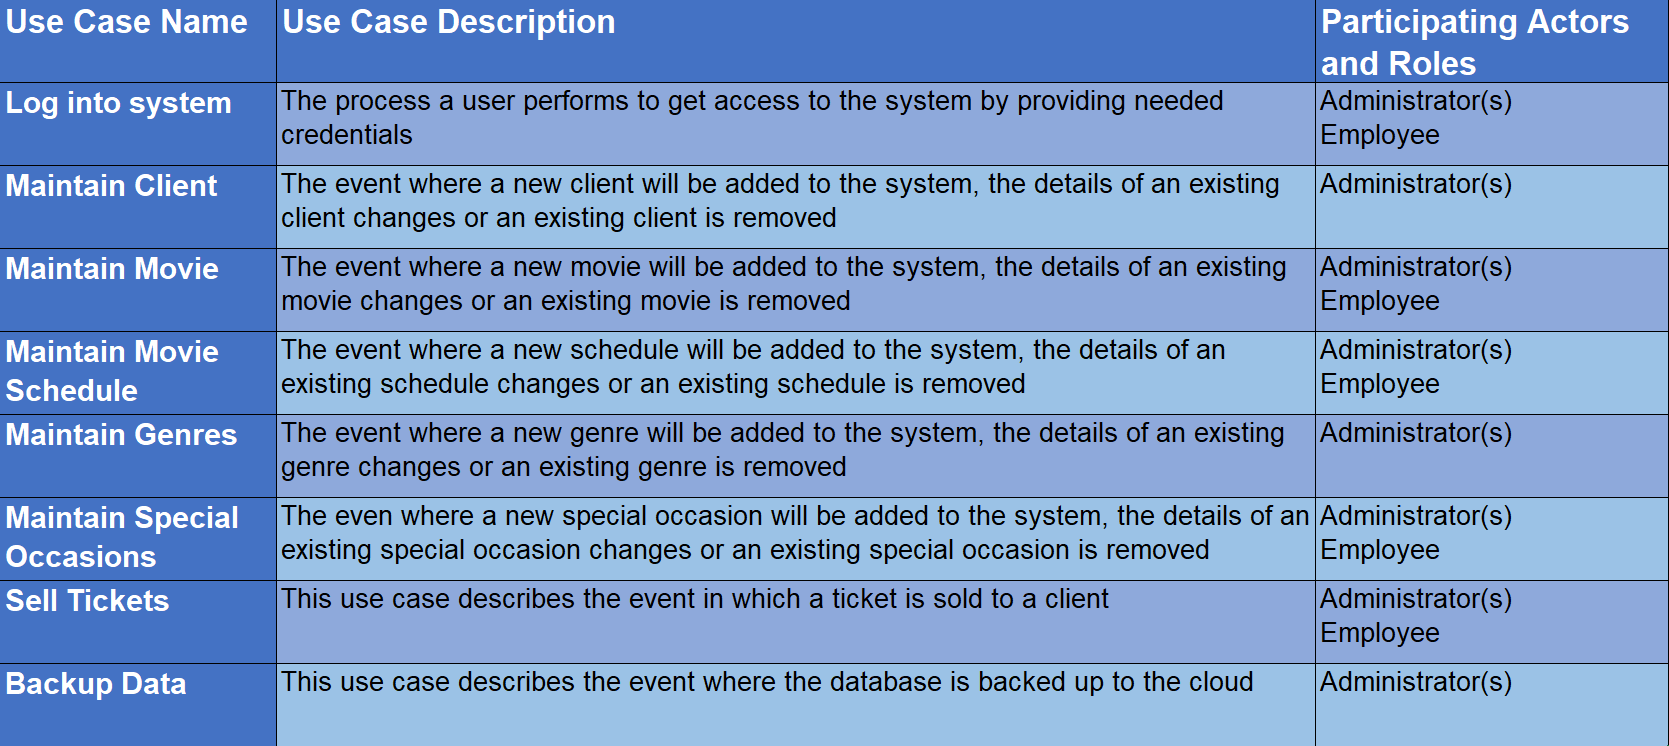 Use Case Name
Use Case Description
Participating Actors
and Roles
Log into system
The process a user performs to get access to the system by providing needed
credentials
Administrator(s)
Employee
Maintain Client
The event where a new client will be added to the system, the details of an existing
client changes or an existing client is removed
Administrator(s)
Maintain Movie
The event where a new movie will be added to the system, the details of an existing
movie changes or an existing movie is removed
Administrator(s)
Employee
Maintain Movie
Schedule
The event where a new schedule will be added to the system, the details of an
existing schedule changes or an existing schedule is removed
Administrator(s)
Employee
Maintain Genres
The event where a new genre will be added to the system, the details of an existing
genre changes or an existing genre is removed
Administrator(s)
Maintain Special
Occasions
The even where a new special occasion will be added to the system, the details of an
existing special occasion changes or an existing special occasion is removed
Administrator(s)
Employee
Sell Tickets
This use case describes the event in which a ticket is sold to a client
Administrator(s)
Employee
Backup Data
This use case describes the event where the database is backed up to the cloud
Administrator(s)